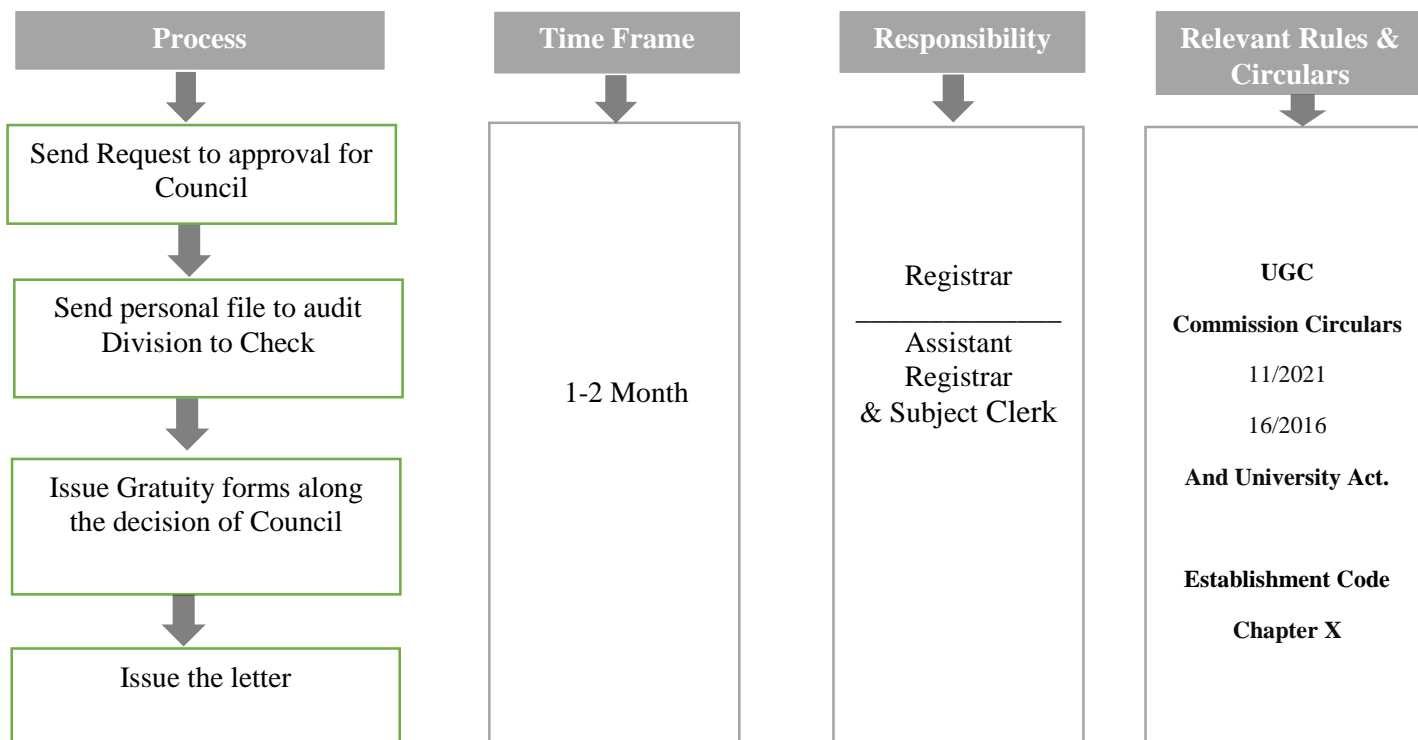 Process
Send Request to approval for
Council
Send personal file to audit
Division to Check
Issue Gratuity forms along
the decision of Council
Issue the letter
Time Frame
1-2 Month
Responsibility
Registrar
_______________
Assistant
Registrar
& Subject Clerk
Relevant Rules &
Circulars
UGC
Commission Circulars
11/2021
16/2016
And University Act.
Establishment Code
Chapter X